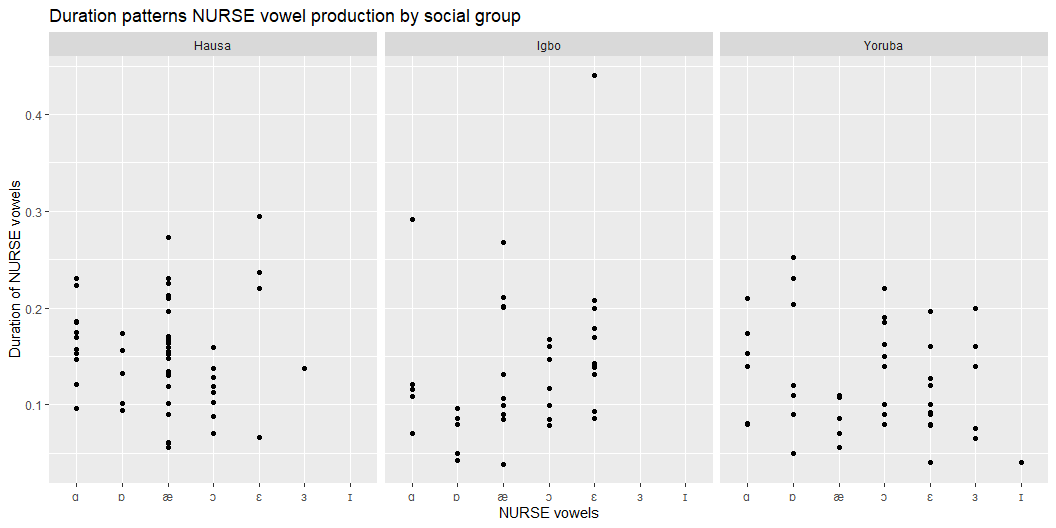 Duration patterns NURSE vowel production by social group
Hausa Igbo Yoruba
Duration of NURSE vowels
0.4
0.3
0.2
0.1
ɑ ɒ æ ɔ ɛ ɜ ɪ ɑ ɒ æ ɔ ɛ ɜ ɪ ɑ ɒ æ ɔ ɛ ɜ ɪ
NURSE vowels